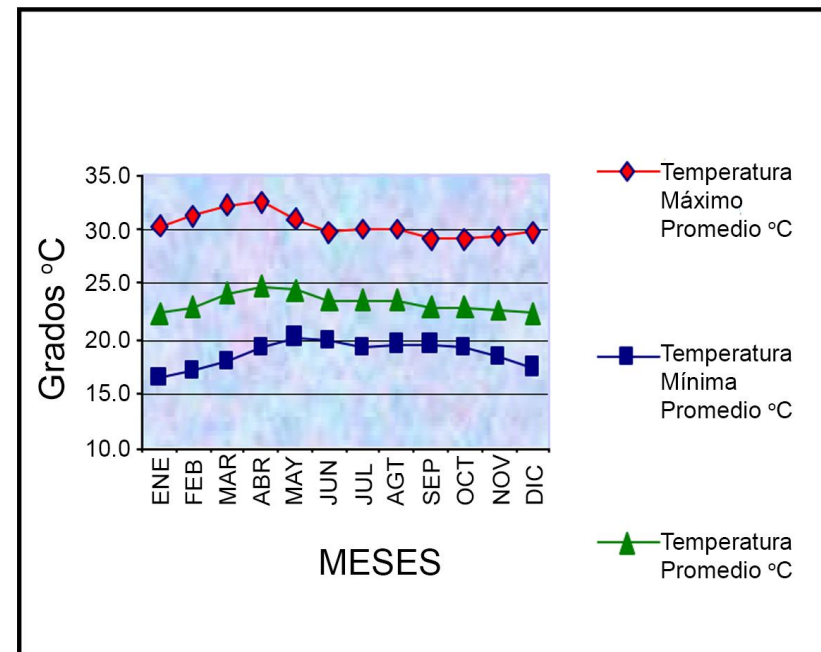 35.0
30.0
25.0
20.0
15.0
10.0
Grados °C
ENE
FEB
MAR
ABR
MAY
JUN
JUL
AGT
SEP
OCT
NOV
DIC
MESES
Temperatura
Máximo
Promedio °C
Temperatura
Mínima
Promedio °C
Temperatura
Promedio °C